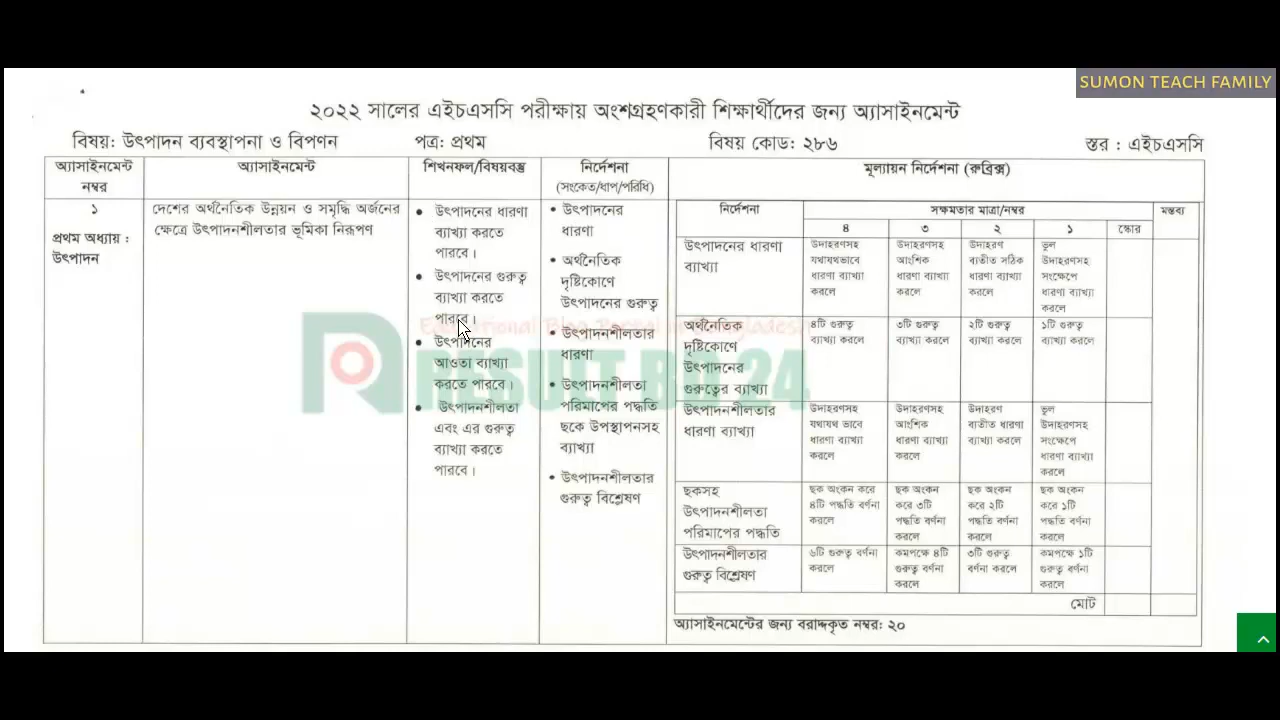 SUMON TEACH FAMILY
২০২২ সালের এইচএসসি পরীক্ষায় অংশগ্রহণকারী শিক্ষার্থীদের জন্য অ্যাসাইনমেন্ট
বিষয়: উৎপাদন ব্যবস্থাপনা ও বিপণন পত্র: প্রথম বিষয় কোড: ২৮৬ স্তর : এইচএসসি
অ্যাসাইনমেন্ট
নম্বর
অ্যাসাইনমেন্ট
শিখনফল/বিষয়বস্তু
নির্দেশনা
(সংকেত/ধাপ/পরিধি)
মূল্যায়ন নির্দেশনা (রুব্রিক্স)
১
প্রথম অধ্যায় :
উৎপাদন
দেশের অর্থনৈতিক উন্নয়ন ও সমৃদ্ধি অর্জনের
ক্ষেত্রে উৎপাদনশীলতার ভূমিকা নিরূপণ
• উৎপাদনের ধারণা
ব্যাখ্যা করতে
পারবে।
• উৎপাদনের গুরুত্ব
ব্যাখ্যা করতে
পারবে।
• উৎপাদনের
আওতা ব্যাখ্যা
করতে পারবে।
• উৎপাদনশীলতা
এবং এর গুরুত্ব
ব্যাখ্যা করতে
পারবে।
• উৎপাদনের
ধারণা
• অর্থনৈতিক
দৃষ্টিকোণে
উৎপাদনের গুরুত্ব
• উৎপাদনশীলতার
ধারণা
• উৎপাদনশীলতা
পরিমাপের পদ্ধতি
ছকে উপস্থাপনসহ
ব্যাখ্যা
• উৎপাদনশীলতার
গুরুত্ব বিশ্লেষণ
নির্দেশনা
সক্ষমতার মাত্রা/নম্বর
মন্তব্য
৪ ৩ ২ ১ স্কোর
উৎপাদনের ধারণা
ব্যাখ্যা
উদাহরণসহ
যথাযথভাবে
ধারণা ব্যাখ্যা
করলে
উদাহরণসহ
আংশিক
ধারণা ব্যাখ্যা
করলে
উদাহরণ
ব্যতীত সঠিক
ধারণা ব্যাখ্যা
করলে
ভুল
উদাহরণসহ
সংক্ষেপে
ধারণা ব্যাখ্যা
করলে
অর্থনৈতিক
দৃষ্টিকোণে
উৎপাদনের
গুরুত্বের ব্যাখ্যা
৪টি গুরুত্ব
ব্যাখ্যা করলে
৩টি গুরুত্ব
ব্যাখ্যা করলে
২টি গুরুত্ব
ব্যাখ্যা করলে
১টি গুরুত্ব
ব্যাখ্যা করলে
উৎপাদনশীলতার
ধারণা ব্যাখ্যা
উদাহরণসহ
যথাযথ ভাবে
ধারণা ব্যাখ্যা
করলে
উদাহরণসহ
আংশিক
ধারণা ব্যাখ্যা
করলে
উদাহরণ
ব্যতীত ধারণা
ব্যাখ্যা করলে
ভুল
উদাহরণসহ
সংক্ষেপে
ধারণা ব্যাখ্যা
করলে
ছকসহ
উৎপাদনশীলতা
পরিমাপের পদ্ধতি
ছক অংকন করে
৪টি পদ্ধতি বর্ণনা
করলে
ছক অংকন
করে ৩টি
পদ্ধতি বর্ণনা
করলে
ছক অংকন
করে ২টি
পদ্ধতি বর্ণনা
করলে
ছক অংকন
করে ১টি
পদ্ধতি বর্ণনা
করলে
উৎপাদনশীলতার
গুরুত্ব বিশ্লেষণ
৬টি গুরুত্ব বর্ণনা
করলে
কমপক্ষে ৪টি
গুরুত্ব বর্ণনা
করলে
৩টি গুরুত্ব
বর্ণনা করলে
কমপক্ষে ১টি
গুরুত্ব বর্ণনা
করলে
মোট
অ্যাসাইনমেন্টের জন্য বরাদ্দকৃত নম্বর: ২০
Educational Blog Portal in Bangladesh
RESULT BD 24